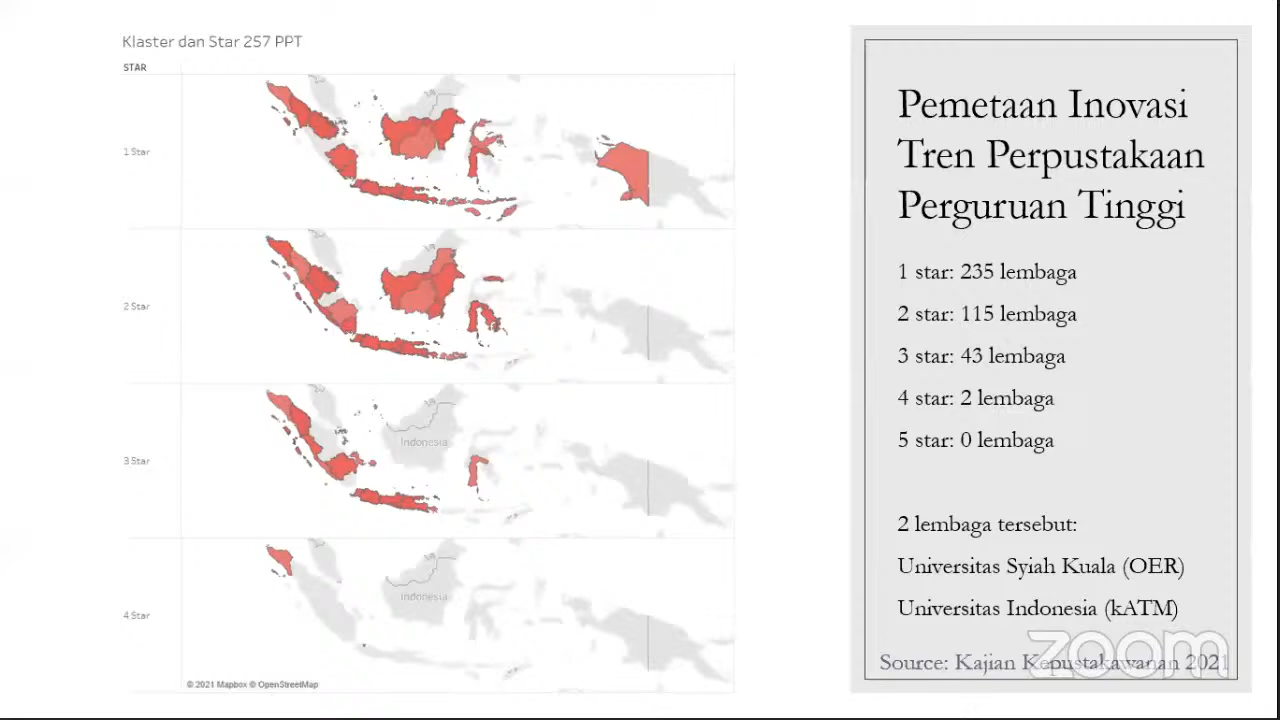 Klaster dan Star 257 PPT
STAR
1 Star
2 Star
3 Star
Indonesia
4 Star
Indonesia
© 2021 Mapbox © OpenStreetMap
Pemetaan Inovasi
Tren Perpustakaan
Perguruan Tinggi
1 star: 235 lembaga
2 star: 115 lembaga
3 star: 43 lembaga
4 star: 2 lembaga
5 star: 0 lembaga
2 lembaga tersebut:
Universitas Syiah Kuala (OER)
Universitas Indonesia (kATM)
zoom
Source: Kajian Kepustakawanan 2021